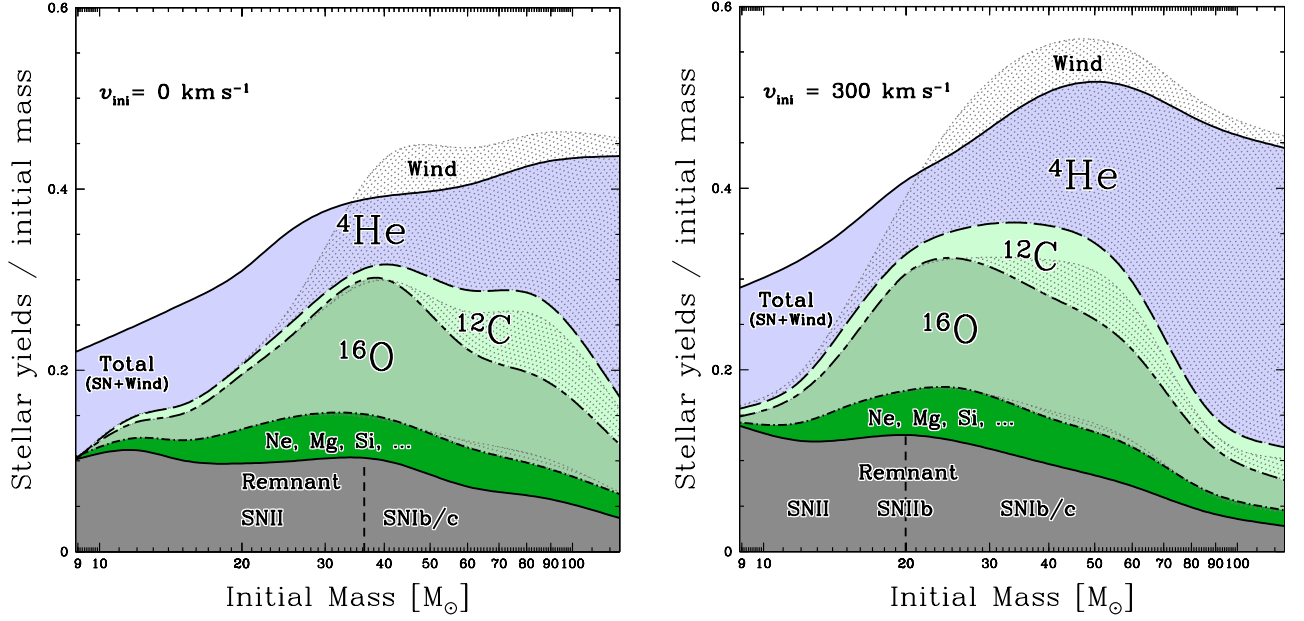 0.6
υini= 0 km s−1
Wind
0.4
4He
12C
16O
0.2
Total
(SN+Wind)
Ne, Mg, Si, ...
Remnant
SNII
SNIb/c
0
9 10 20 30 40 50 60 70 80 90 100
Initial Mass [M⊙]
Stellar yields / initial mass
0.6
υini = 300 km s−1
Wind
0.4
4He
12C
Total
(SN+Wind)
16O
0.2
Ne, Mg, Si, ...
Remnant
SNII
SNIIb
SNIb/c
0
9 10 20 30 40 50 60 70 80 90 100
Initial Mass [M⊙]
Stellar yields / initial mass